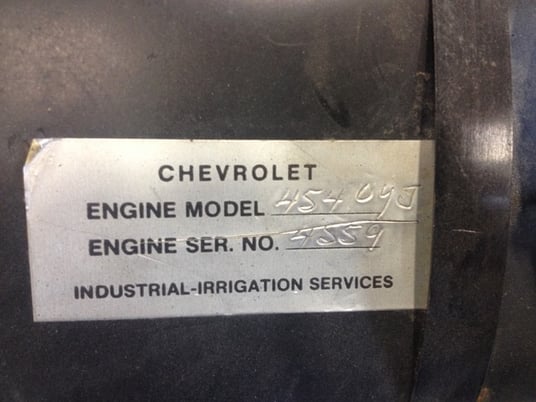 CHEVROLET
ENGINE MODEL 454 09J
ENGINE SER. NO. 4559
INDUSTRIAL-IRRIGATION SERVICES